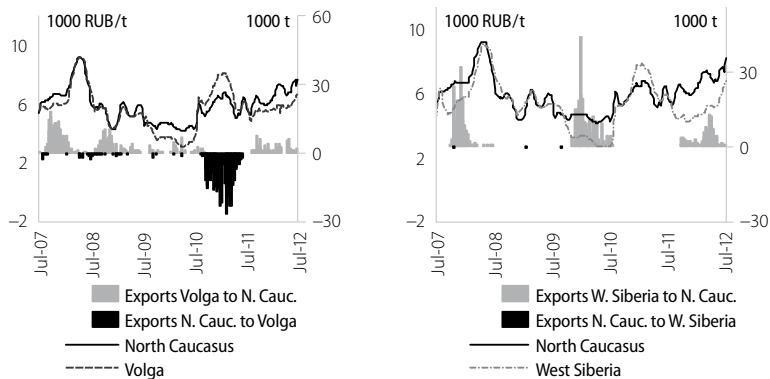 1000 RUB/t 1000 t
60
10
30
6
2
0
−2
−30
Jul-07
Jul-08
Jul-09
Jul-10
Jul-11
Jul-12
Exports Volga to N. Cauc.
Exports N. Cauc. to Volga
North Caucasus
Volga
1000 RUB/t 1000 t
10
30
6
2
0
−2
−30
Jul-07
Jul-08
Jul-09
Jul-10
Jul-11
Jul-12
Exports W. Siberia to N. Cauc.
Exports N. Cauc. to W. Siberia
North Caucasus
West Siberia